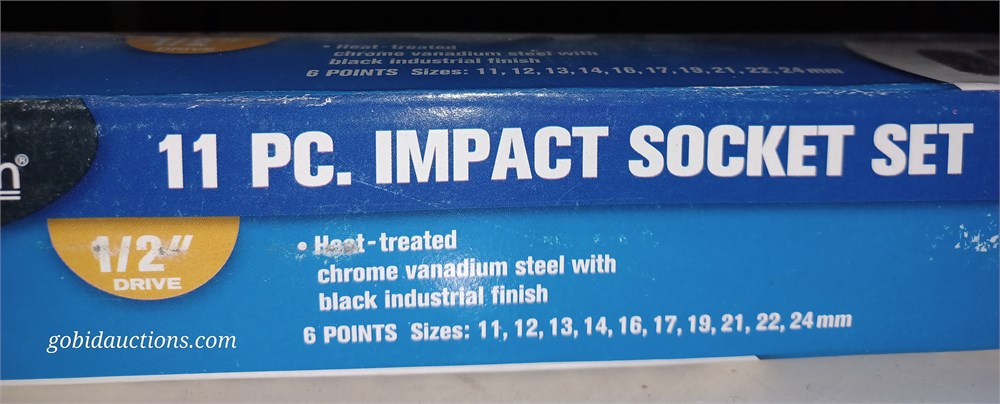 • Heat-treated
chrome vanadium steel with
black industrial finish
6 POINTS Sizes: 11, 12, 13, 14, 16, 17, 19, 21, 22, 24 mm
11 PC. IMPACT SOCKET SET
1/2"
DRIVE
• Heat-treated
chrome vanadium steel with
black industrial finish
6 POINTS Sizes: 11, 12, 13, 14, 16, 17, 19, 21, 22, 24 mm
gobidauctions.com